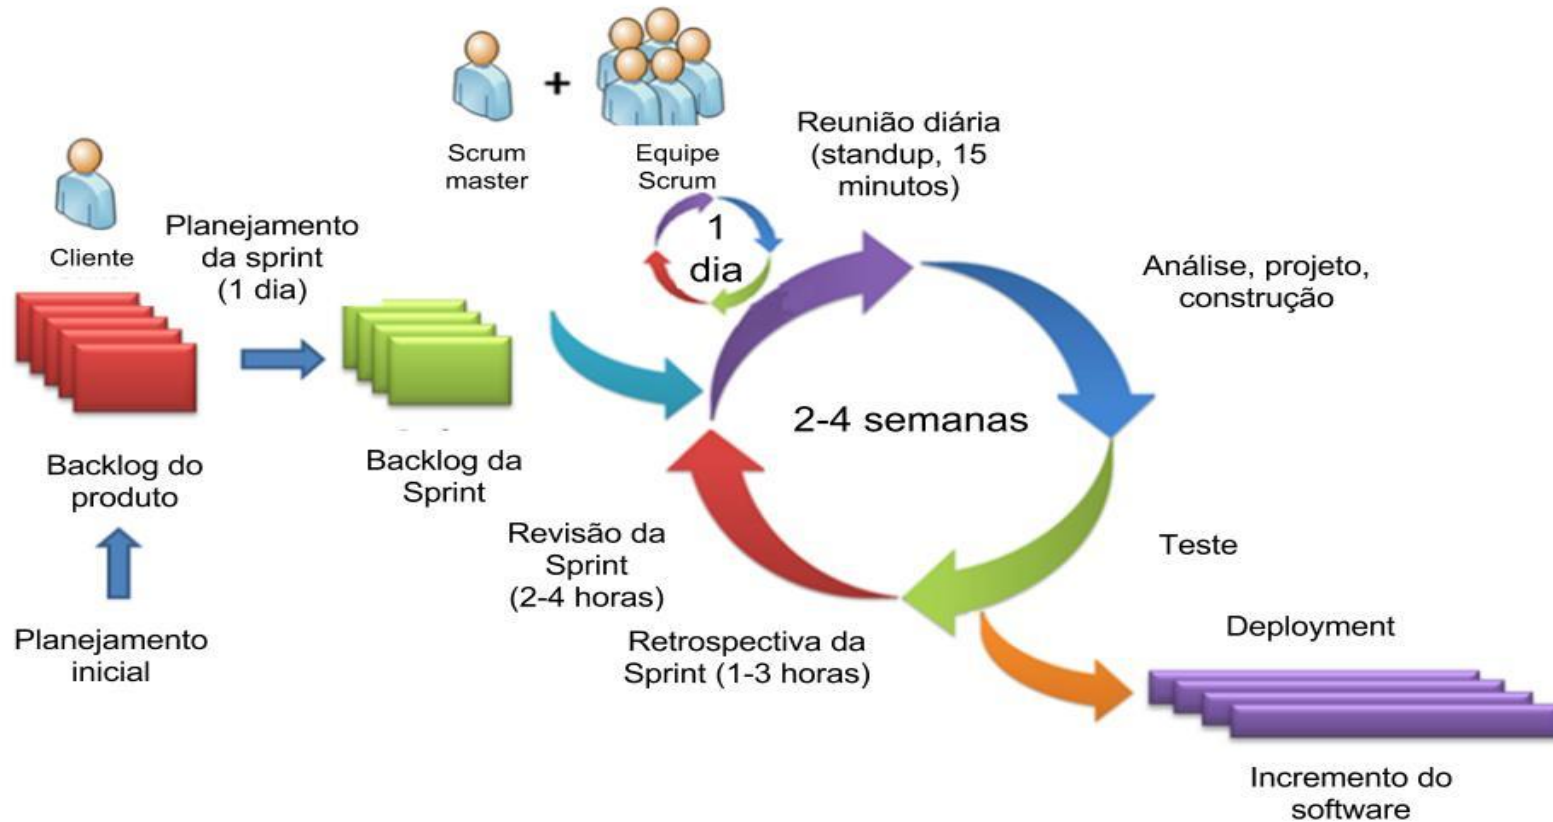 Scrum
master
+
Equipe
Scrum
Reunião diária
(standup, 15
minutos)
Cliente
Planejamento
da sprint
(1 dia)
1
dia
Análise, projeto,
construção
2-4 semanas
Backlog do
produto
Backlog da
Sprint
Revisão da
Sprint
(2-4 horas)
Teste
Planejamento
inicial
Retrospectiva da
Sprint (1-3 horas)
Deployment
Incremento do
software